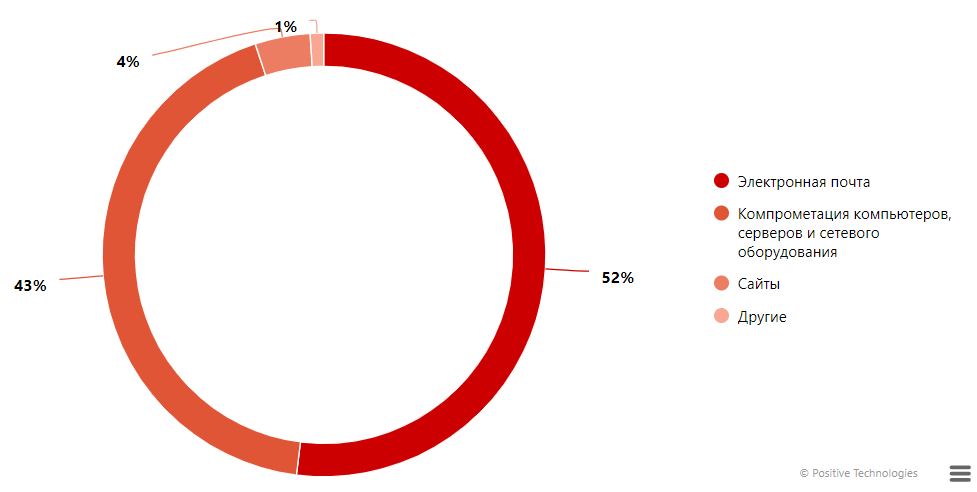 1%
4%
43%
52%
Электронная почта
Компрометация компьютеров,
серверов и сетевого
оборудования
Сайты
Другие
© Positive Technologies